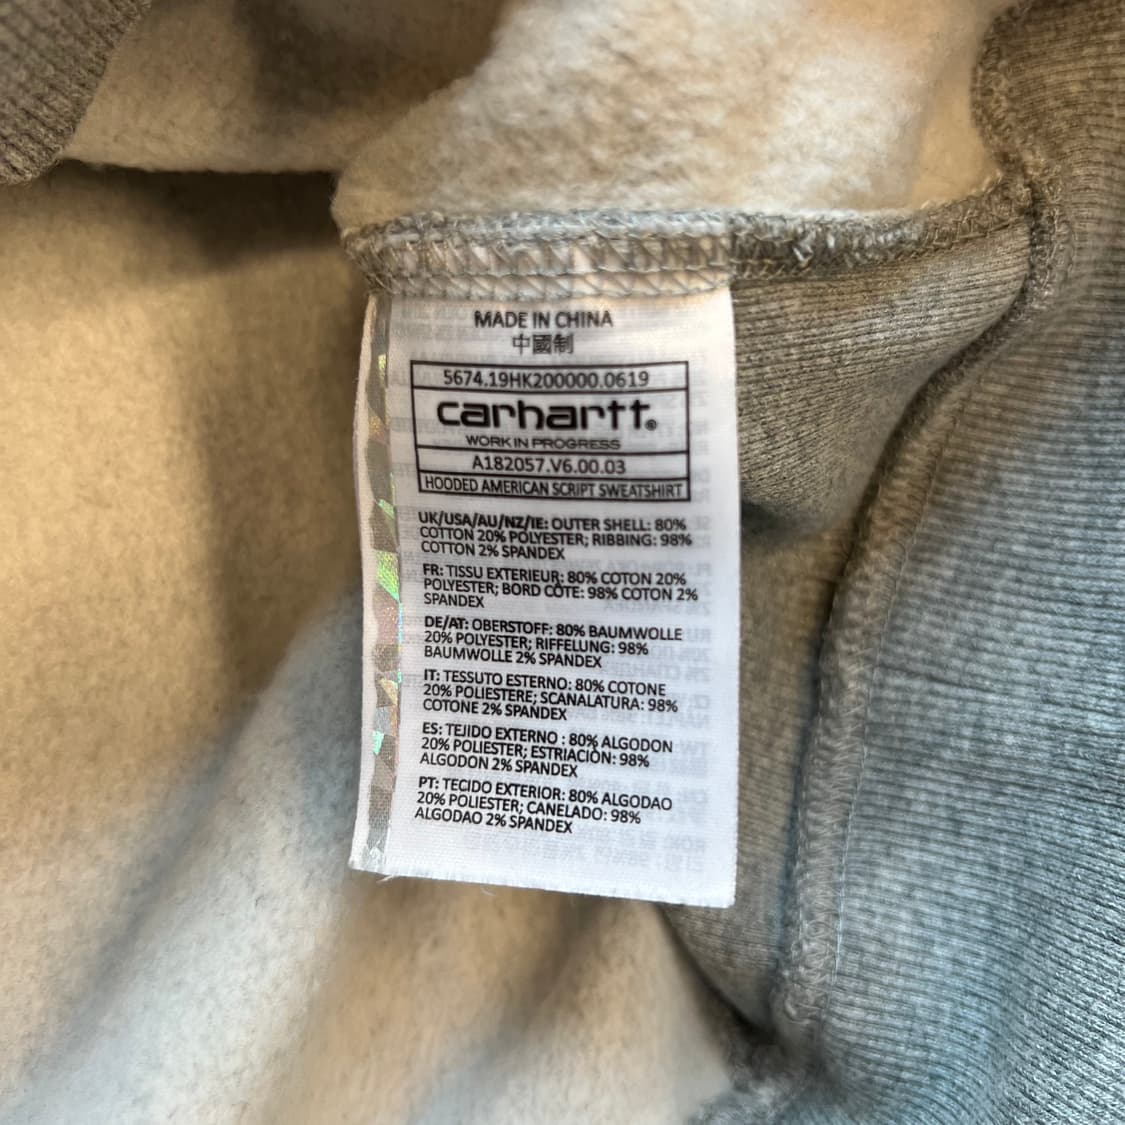 MADE IN CHINA
中國制
5674.19HK200000.0619
carhartt®
WORK IN PROGRESS
A182057.V6.00.03
HOODED AMERICAN SCRIPT SWEATSHIRT
UK/USA/AU/NZ/IE: OUTER SHELL: 80%
COTTON 20% POLYESTER; RIBBING: 98%
COTTON 2% SPANDEX
FR: TISSU EXTERIEUR: 80% COTON 20%
POLYESTER; BORD CÔTE: 98% COTON 2%
SPANDEX
DE/AT: OBERSTOFF: 80% BAUMWOLLE
20% POLYESTER; RIFFELUNG: 98%
BAUMWOLLE 2% SPANDEX
IT: TESSUTO ESTERNO: 80% COTONE
20% POLIESTERE; SCANALATURA: 98%
COTONE 2% SPANDEX
ES: TEJIDO EXTERNO : 80% ALGODON
20% POLIESTER; ESTRIACIÒN: 98%
ALGODON 2% SPANDEX
PT: TECIDO EXTERIOR: 80% ALGODAO
20% POLIESTER; CANELADO: 98%
ALGODAO 2% SPANDEX